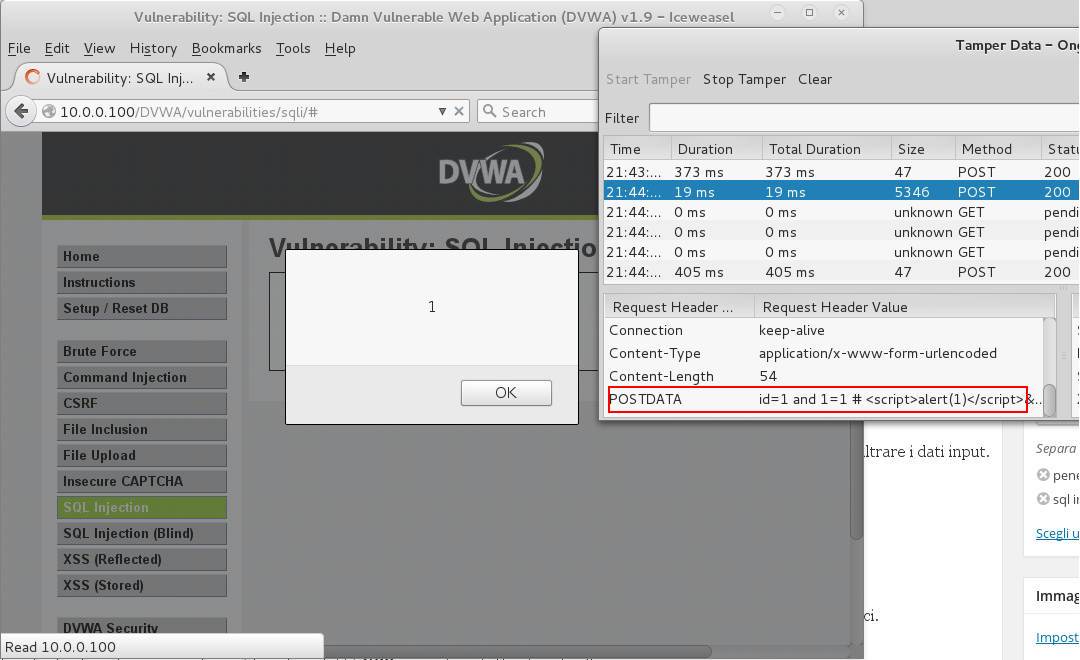 Vulnerability: SQL Injection :: Damn Vulnerable Web Application (DVWA) v1.9 - Iceweasel
File Edit View History Bookmarks Tools Help
Vulnerability: SQL Inj...
10.0.0.100/DVWA/vulnerabilities/sqli/#
Search
DVWA
Vulnerability: SQL Injectio
Home
Instructions
Setup / Reset DB
Brute Force
Command Injection
CSRF
File Inclusion
File Upload
Insecure CAPTCHA
SQL Injection
SQL Injection (Blind)
XSS (Reflected)
XSS (Stored)
DVWA Security
1
OK
Read 10.0.0.100
Tamper Data - Ong
Start Tamper Stop Tamper Clear
Filter
Time Duration Total Duration Size Method Statu
21:43:... 373 ms 373 ms 47 POST 200
21:44:... 19 ms 19 ms 5346 POST 200
21:44:... 0 ms 0 ms unknown GET pendi
21:44:... 0 ms 0 ms unknown GET pendi
21:44:... 0 ms 0 ms unknown GET pendi
21:44:... 405 ms 405 ms 47 POST 200
Request Header ... Request Header Value
Connection keep-alive
Content-Type application/x-www-form-urlencoded
Content-Length 54
POSTDATA id=1 and 1=1 # <script>alert(1)</script>&...
ltrare i dati input.
ci.
Separa
pene
sql in
Scegli u
Immag
Impost